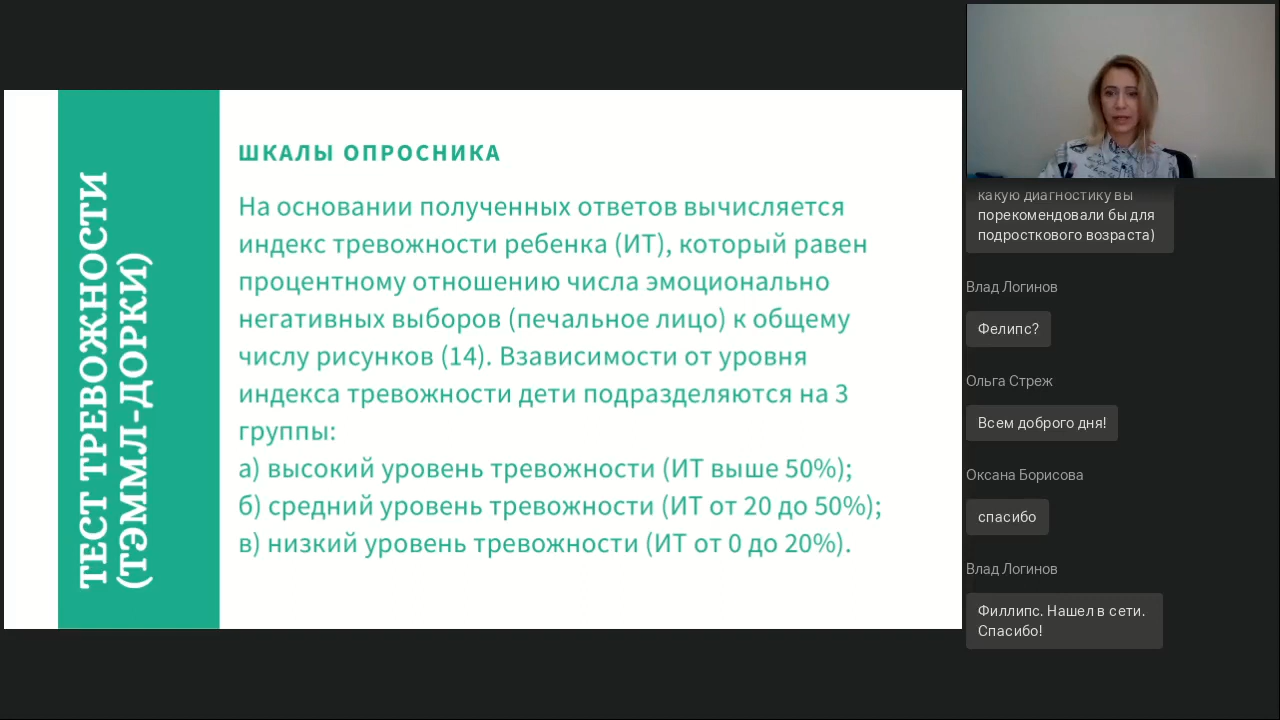 ТЕСТ ТРЕВОЖНОСТИ
(ТЭММЛ-ДОРКИ)
ШКАЛЫ ОПРОСНИКА
На основании полученных ответов вычисляется
индекс тревожности ребенка (ИТ), который равен
процентному отношению числа эмоционально
негативных выборов (печальное лицо) к общему
числу рисунков (14). Взависимости от уровня
индекса тревожности дети подразделяются на 3
группы:
а) высокий уровень тревожности (ИТ выше 50%);
б) средний уровень тревожности (ИТ от 20 до 50%);
в) низкий уровень тревожности (ИТ от 0 до 20%).
какую диагностику вы
порекомендовали бы для
подросткового возраста)
Влад Логинов
Фелипс?
Ольга Стреж
Всем доброго дня!
Оксана Борисова
спасибо
Влад Логинов
Филлипс. Нашел в сети.
Спасибо!